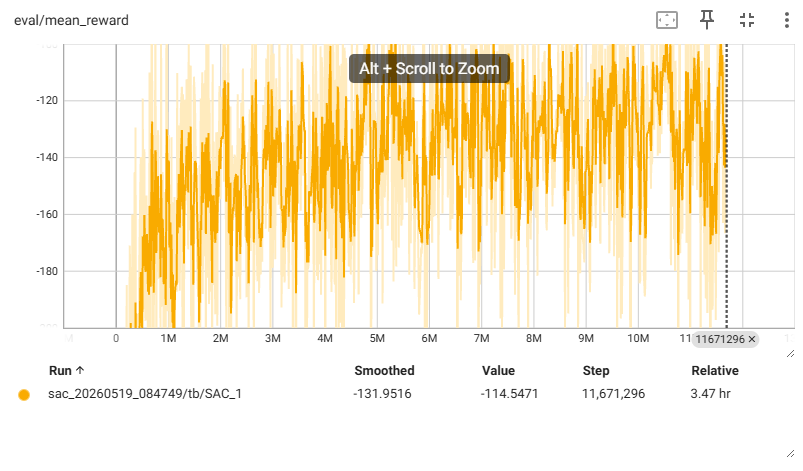 eval/mean_reward
Alt + Scroll to Zoom
-120
-140
-160
-180
0 1M 2M 3M 4M 5M 6M 7M 8M 9M 10M 11 11671296 ×
Run ↑ Smoothed Value Step Relative
sac_20260519_084749/tb/SAC_1 -131.9516 -114.5471 11,671,296 3.47 hr